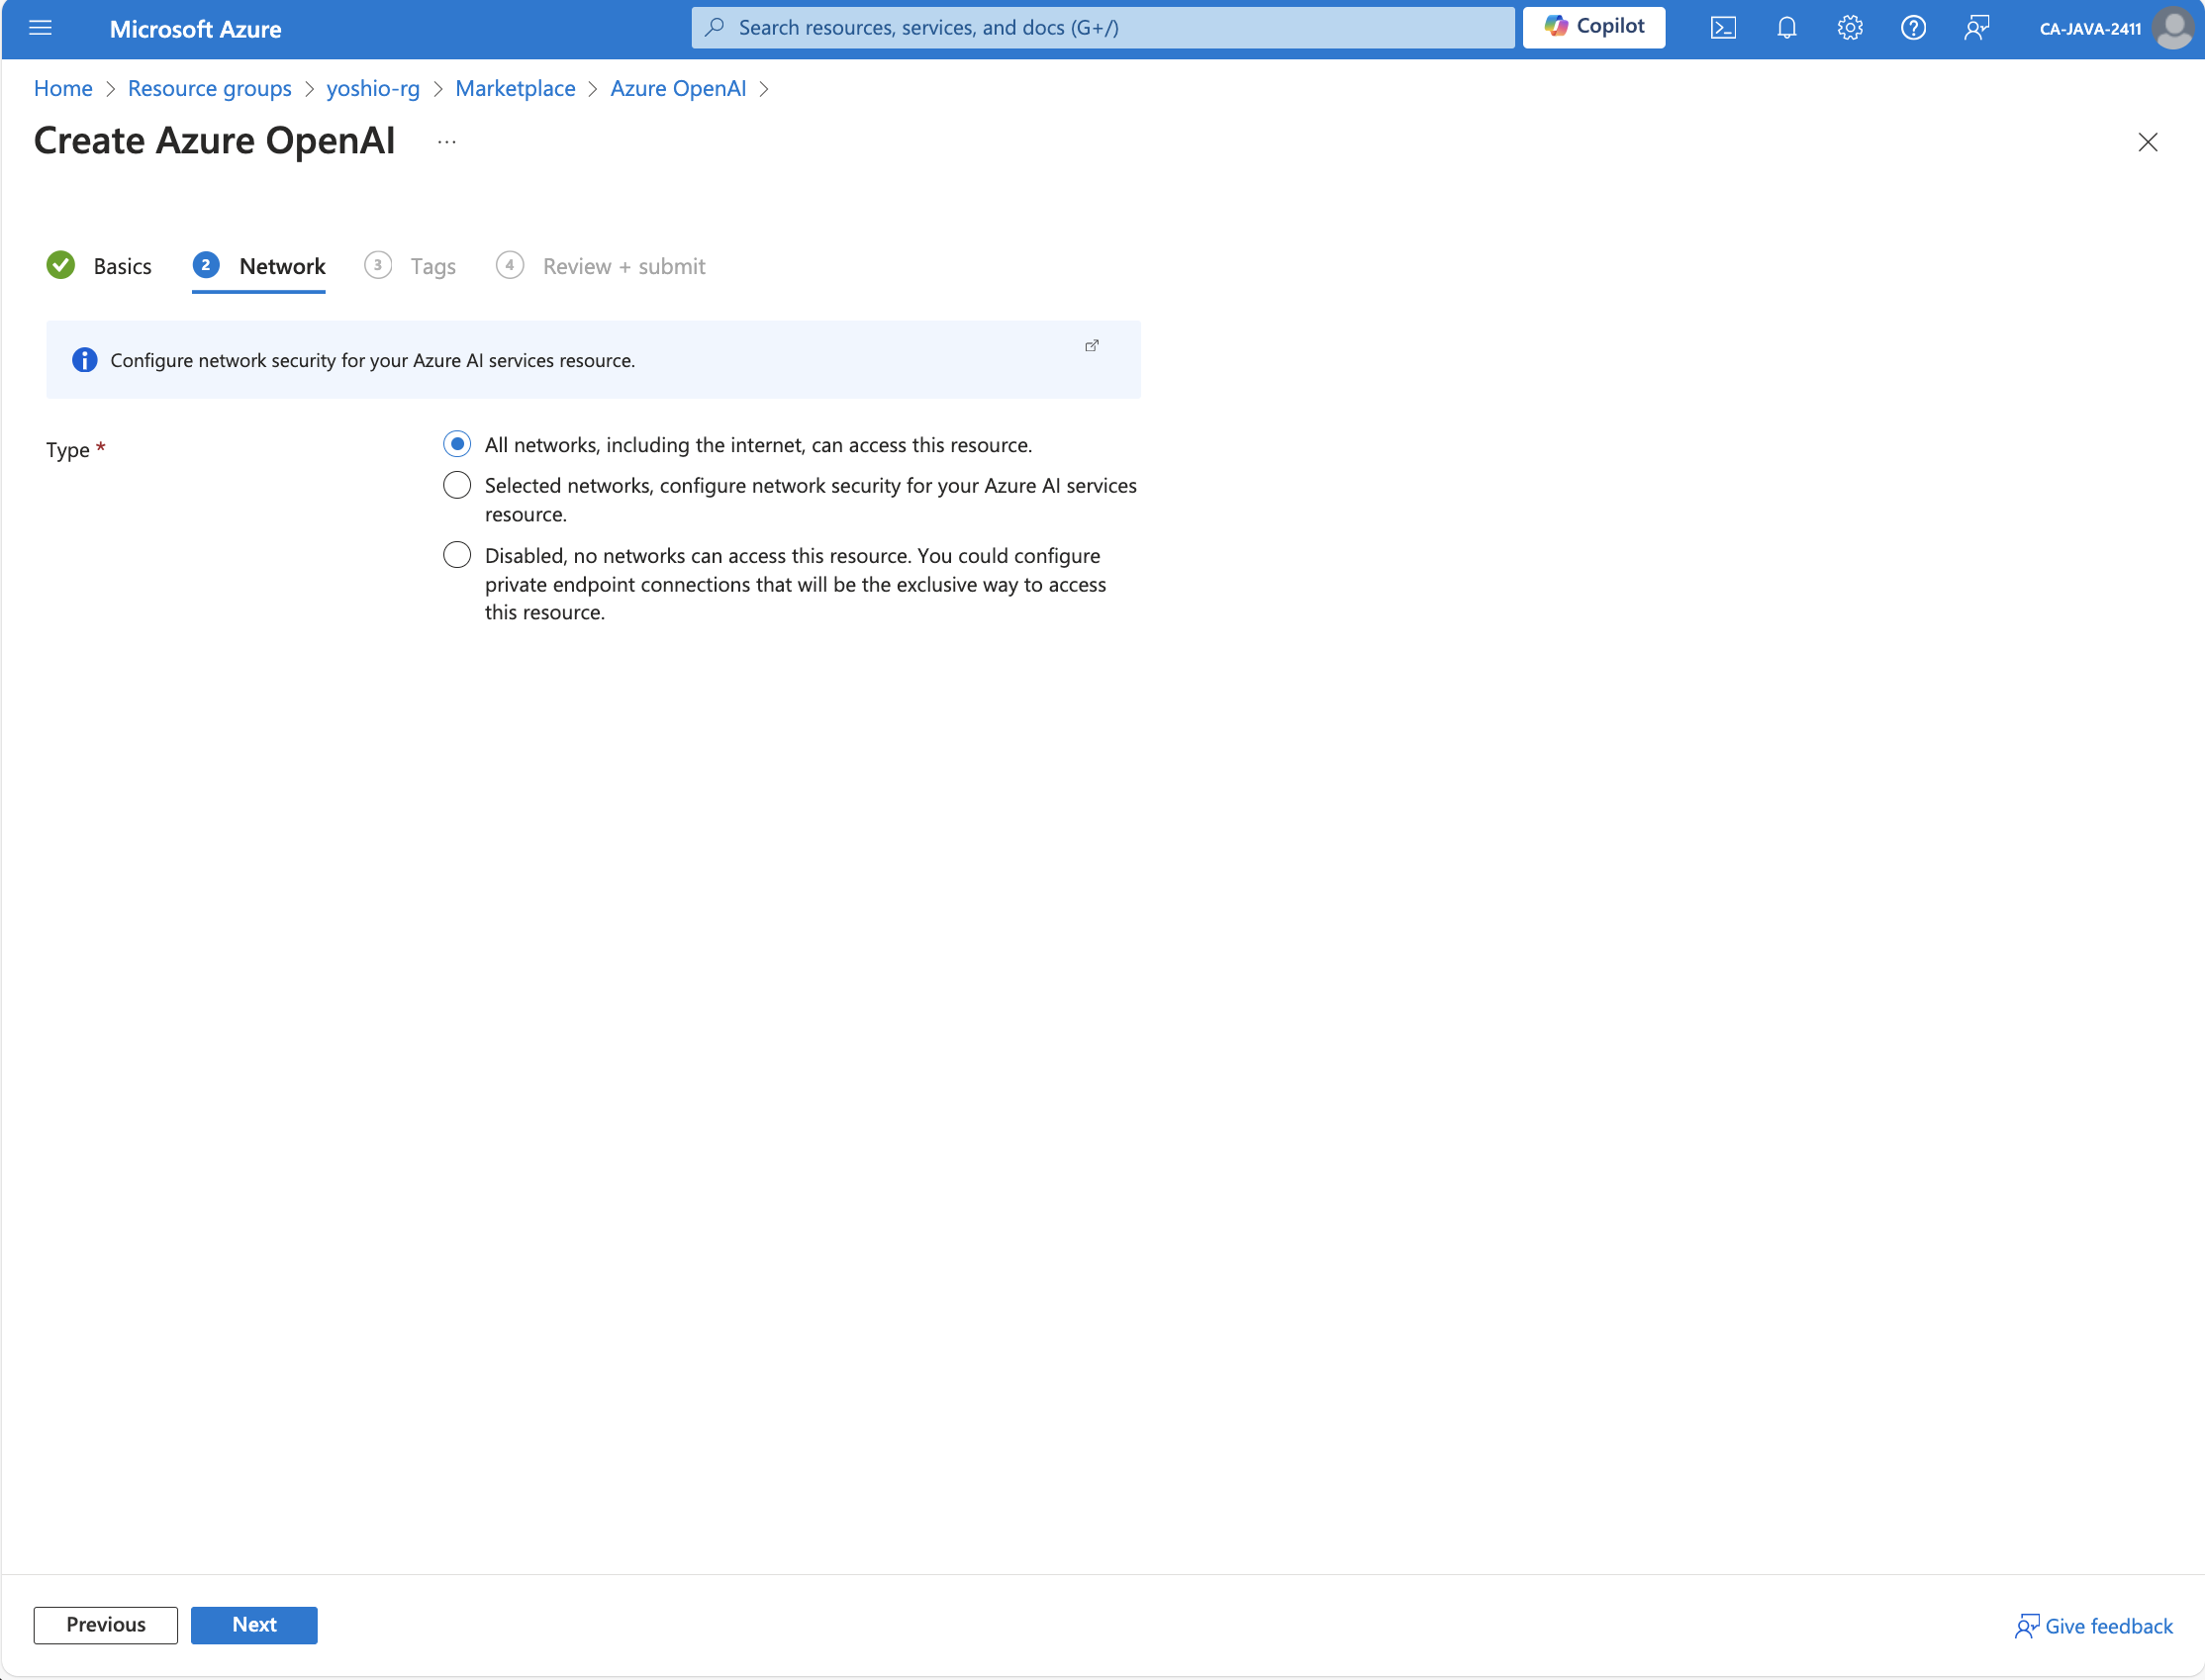 Microsoft Azure
Search resources, services, and docs (G+/)
Copilot
CA-JAVA-2411
Home > Resource groups > yoshio-rg > Marketplace > Azure OpenAI >
Create Azure OpenAI ...
Basics
2 Network
3 Tags
4 Review + submit
Configure network security for your Azure AI services resource.
Type *
All networks, including the internet, can access this resource.
Selected networks, configure network security for your Azure AI services
resource.
Disabled, no networks can access this resource. You could configure
private endpoint connections that will be the exclusive way to access
this resource.
Previous
Next
Give feedback